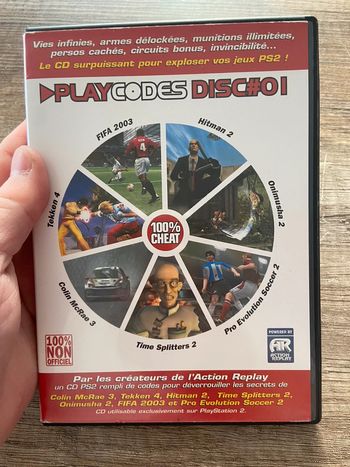 Vies infinies, armes délockées, munitions illimitées,
persos cachés, circuits bonus, invincibilité...
Le CD surpuissant pour exploser vos jeux PS2 !
PLAYCODES DISC#01
FIFA 2003
Hitman 2
Tekken 4
Onimusha 2
100%
CHEAT
Colin McRae 3
Pro Evolution Soccer 2
Time Splitters 2
100%
NON
OFFICIEL
POWERED BY
AR
ACTION
REPLAY
Par les créateurs de l'Action Replay
un CD PS2 rempli de codes pour déverrouiller les secrets de
Colin McRae 3, Tekken 4, Hitman 2, Time Splitters 2,
Onimusha 2, FIFA 2003 et Pro Evolution Soccer 2
CD utilisable exclusivement sur PlayStation 2.